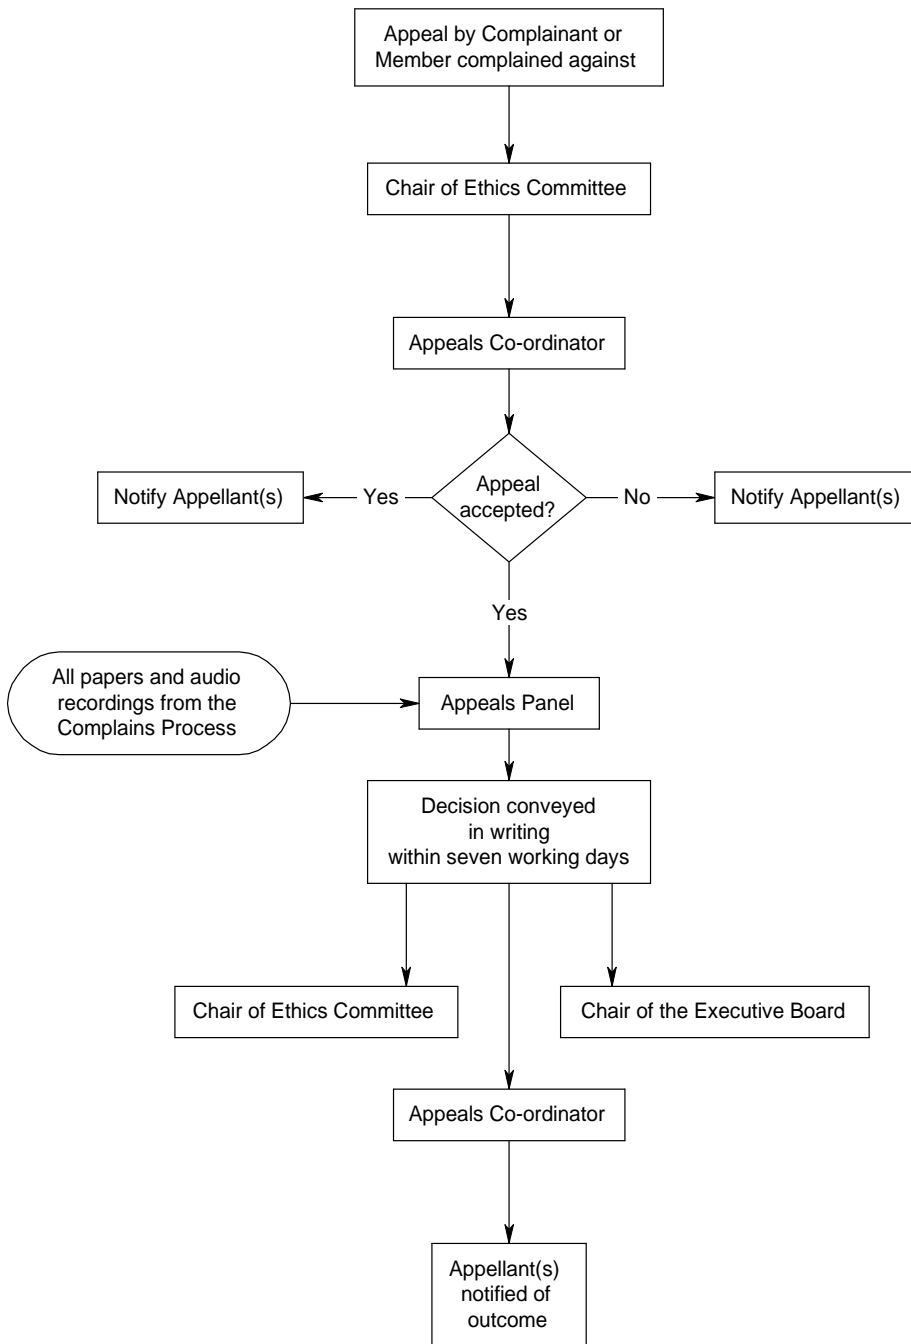 Appeal by Complainant or
Member complained against
Chair of Ethics Committee
Appeals Co-ordinator
Notify Appellant(s)
Yes
Appeal
accepted?
No
Notify Appellant(s)
Yes
All papers and audio
recordings from the
Complains Process
Appeals Panel
Decision conveyed
in writing
within seven working days
Chair of Ethics Committee
Chair of the Executive Board
Appeals Co-ordinator
Appellant(s)
notified of
outcome